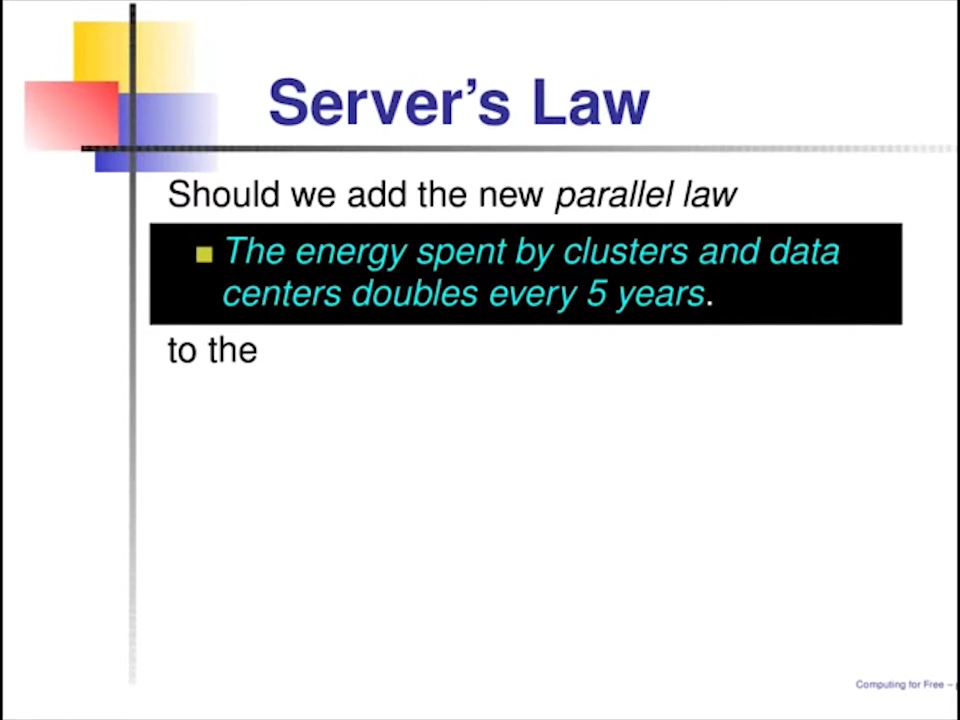 Server’s Law
Should we add the new parallel law
The energy spent by clusters and data
centers doubles every 5 years.
to the
Computing for Free –